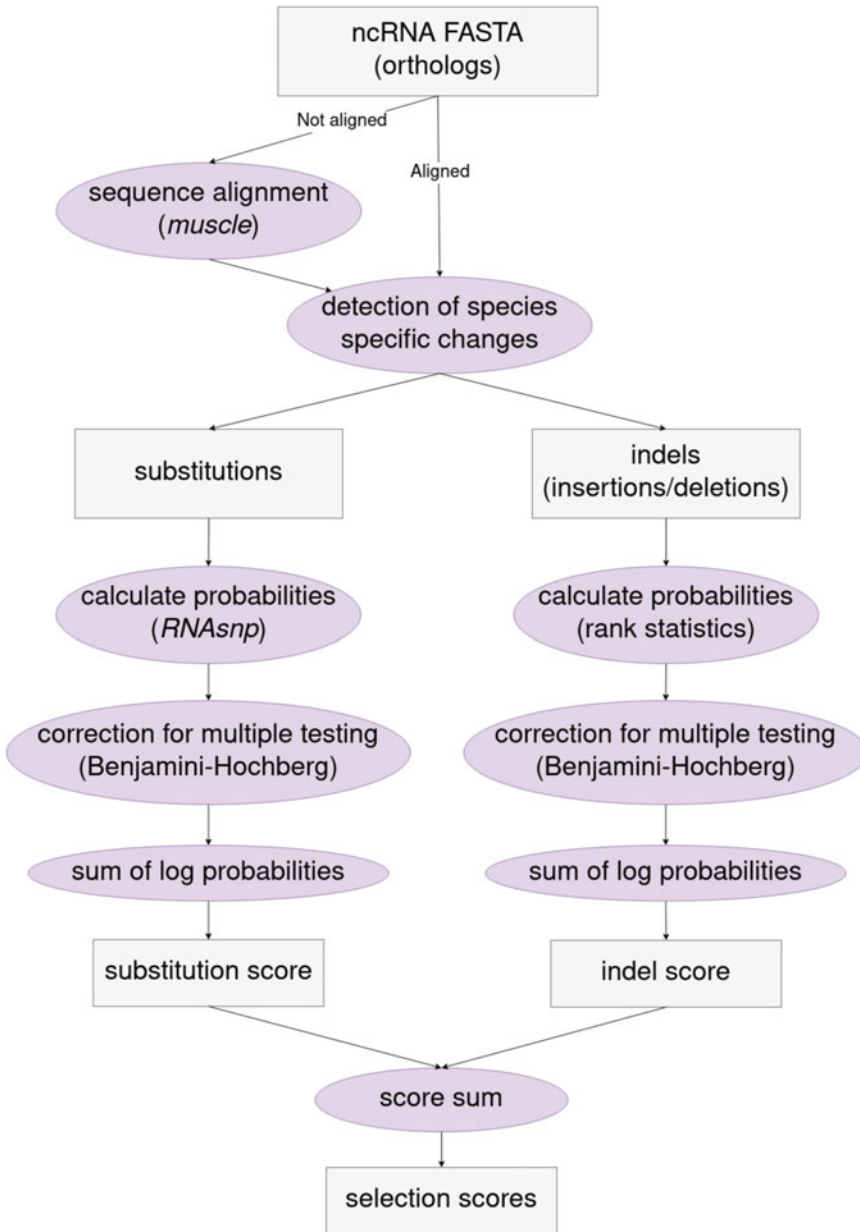 ncRNA FASTA
(orthologs)
Not aligned
Aligned
sequence alignment
(muscle)
detection of species
specific changes
substitutions
indels
(insertions/deletions)
calculate probabilities
(RNAsnp)
calculate probabilities
(rank statistics)
correction for multiple testing
(Benjamini-Hochberg)
correction for multiple testing
(Benjamini-Hochberg)
sum of log probabilities
sum of log probabilities
substitution score
indel score
score sum
selection scores